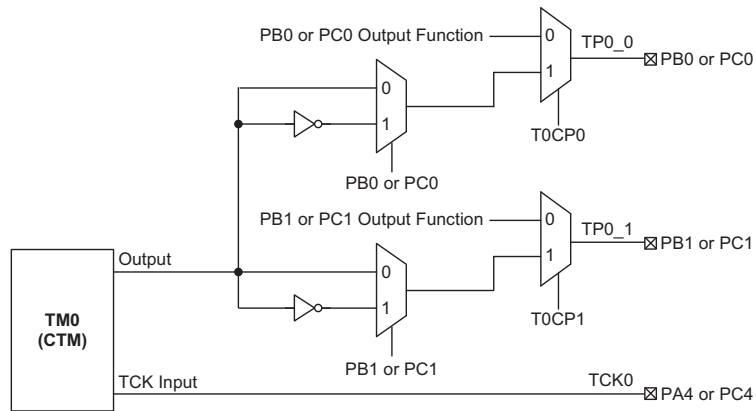 PB0 or PC0 Output Function
0
1
TP0_0
PB0 or PC0
0
1
T0CP0
PB0 or PC0
PB1 or PC1 Output Function
0
1
TP0_1
PB1 or PC1
Output
0
1
T0CP1
TM0
(CTM)
PB1 or PC1
TCK Input
TCK0
PA4 or PC4